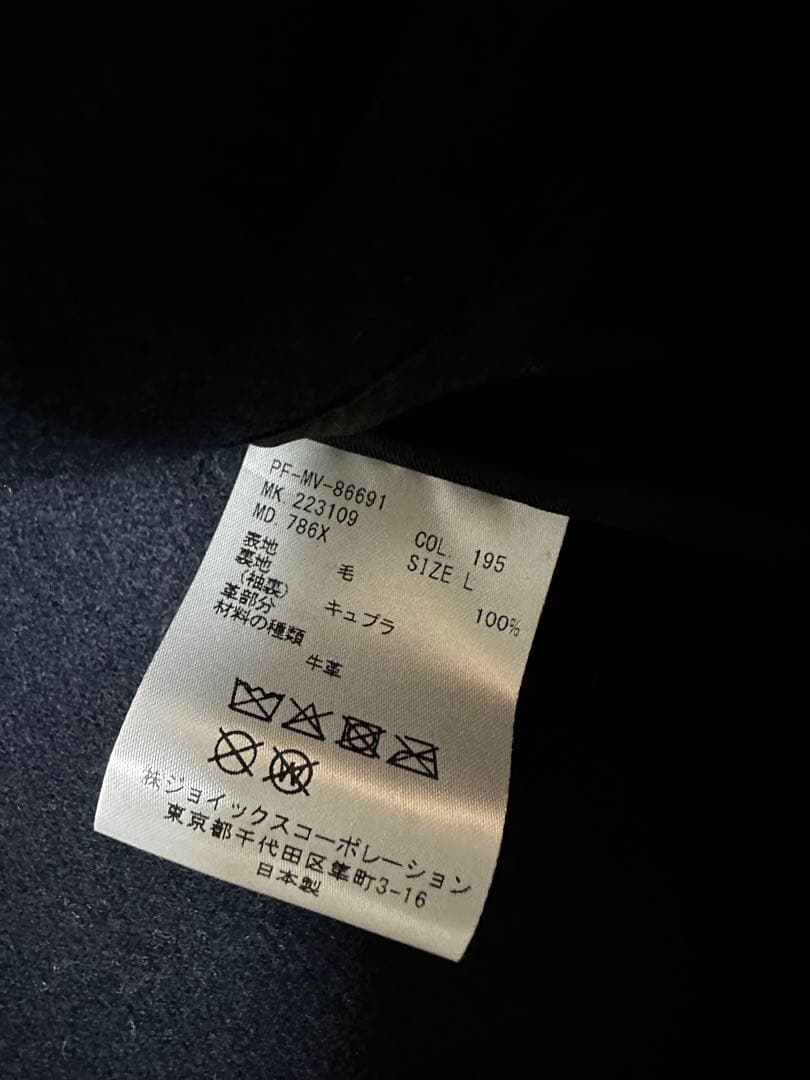 PF-MV-86691
MK 223109 COL. 195
MD 786X SIZE L
表地 毛 100%
裏地
(袖裏) キュプラ
革部分
材料の種類 牛革
W
㈱ジョイックスコーポレーション
東京都千代田区隼町3-16
日本製